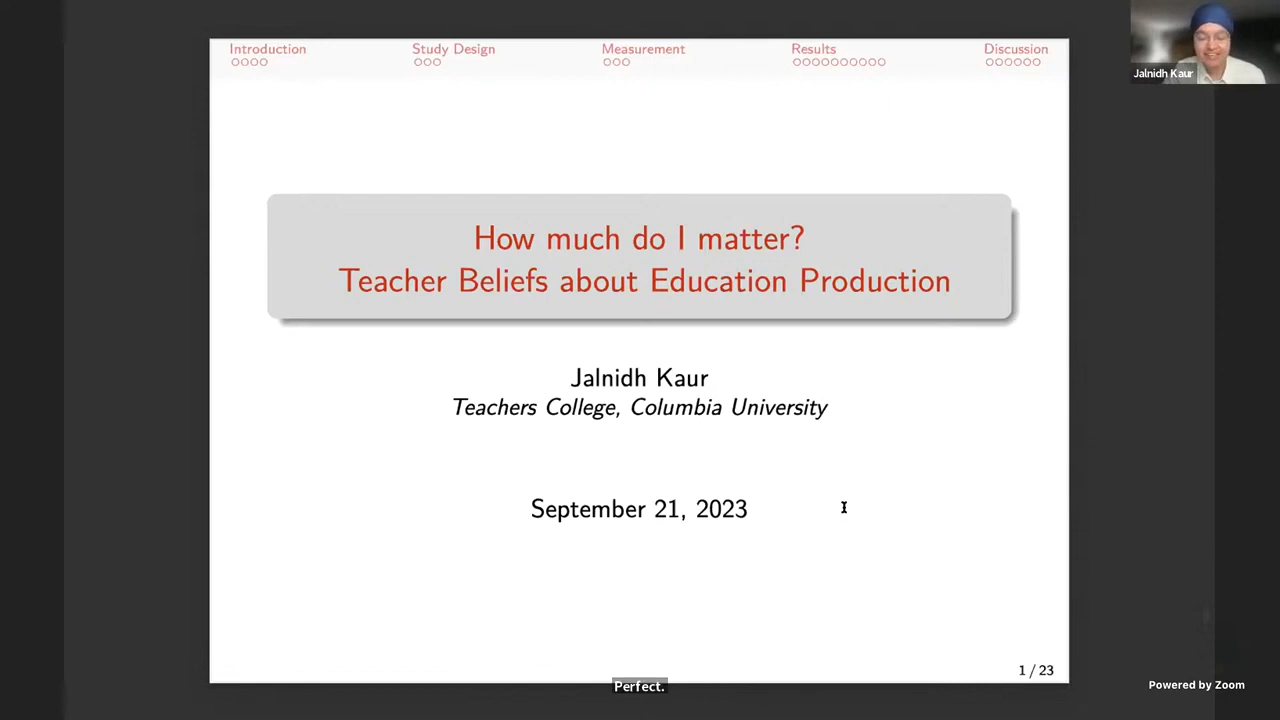 Introduction
Study Design
Measurement
Results
Discussion
Jalnidh Kaur
How much do I matter?
Teacher Beliefs about Education Production
Jalnidh Kaur
Teachers College, Columbia University
September 21, 2023
1 / 23
Perfect.
Powered by Zoom